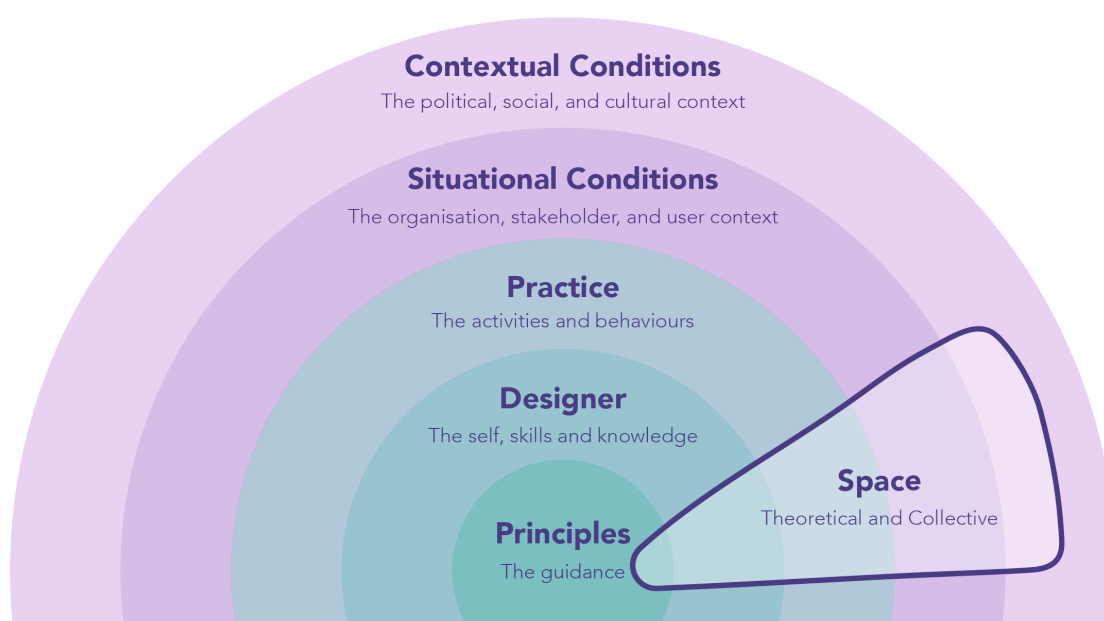 Contextual Conditions
The political, social, and cultural context
Situational Conditions
The organisation, stakeholder, and user context
Practice
The activities and behaviours
Designer
The self, skills and knowledge
Space
Theoretical and Collective
Principles
The guidance